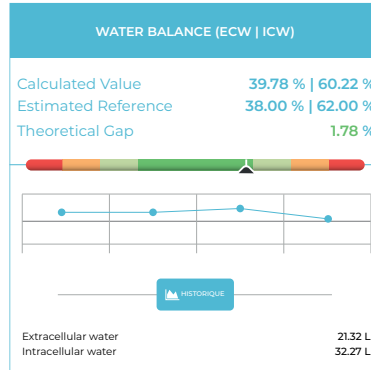 WATER BALANCE (ECW | ICW)
Calculated Value 39.78 % | 60.22 %
Estimated Reference 38.00 % | 62.00 %
Theoretical Gap 1.78 %
HISTORIQUE
Extracellular water 21.32 L
Intracellular water 32.27 L